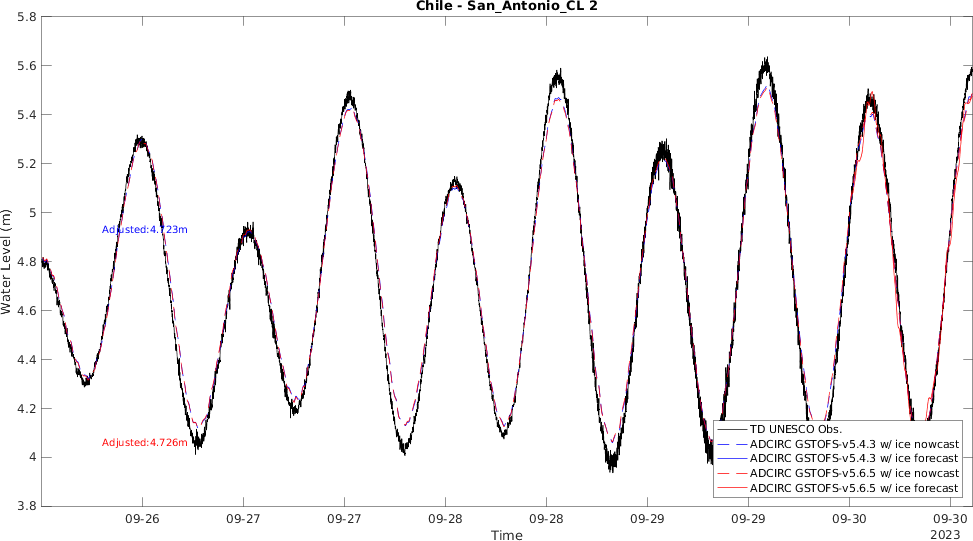 Chile - San_Antonio_CL 2
5.8
5.6
5.4
5.2
5
4.8
4.6
4.4
4.2
4
3.8
Water Level (m)
Adjusted:4.723m
Adjusted:4.726m
TD UNESCO Obs.
ADCIRC GSTOFS-v5.4.3 w/ ice nowcast
ADCIRC GSTOFS-v5.4.3 w/ ice forecast
ADCIRC GSTOFS-v5.6.5 w/ ice nowcast
ADCIRC GSTOFS-v5.6.5 w/ ice forecast
09-26 09-27 09-27 09-28 09-28 09-29 09-29 09-30 09-30
2023
Time